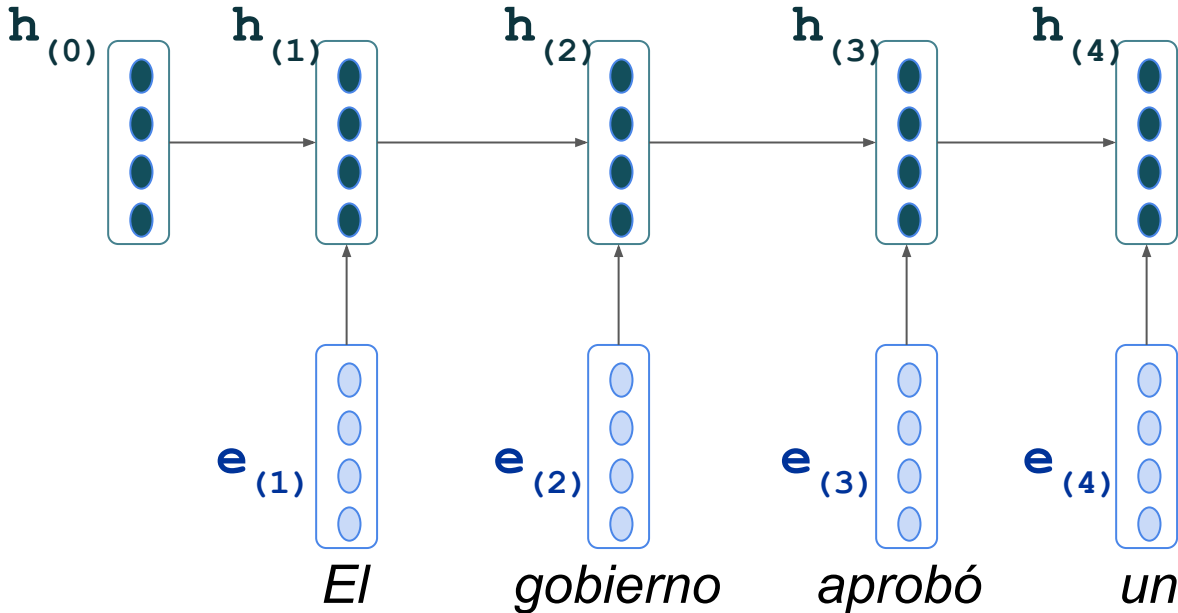 h(0) h(1) h(2) h(3) h(4)
e(1) e(2) e(3) e(4)
El gobierno aprobó un